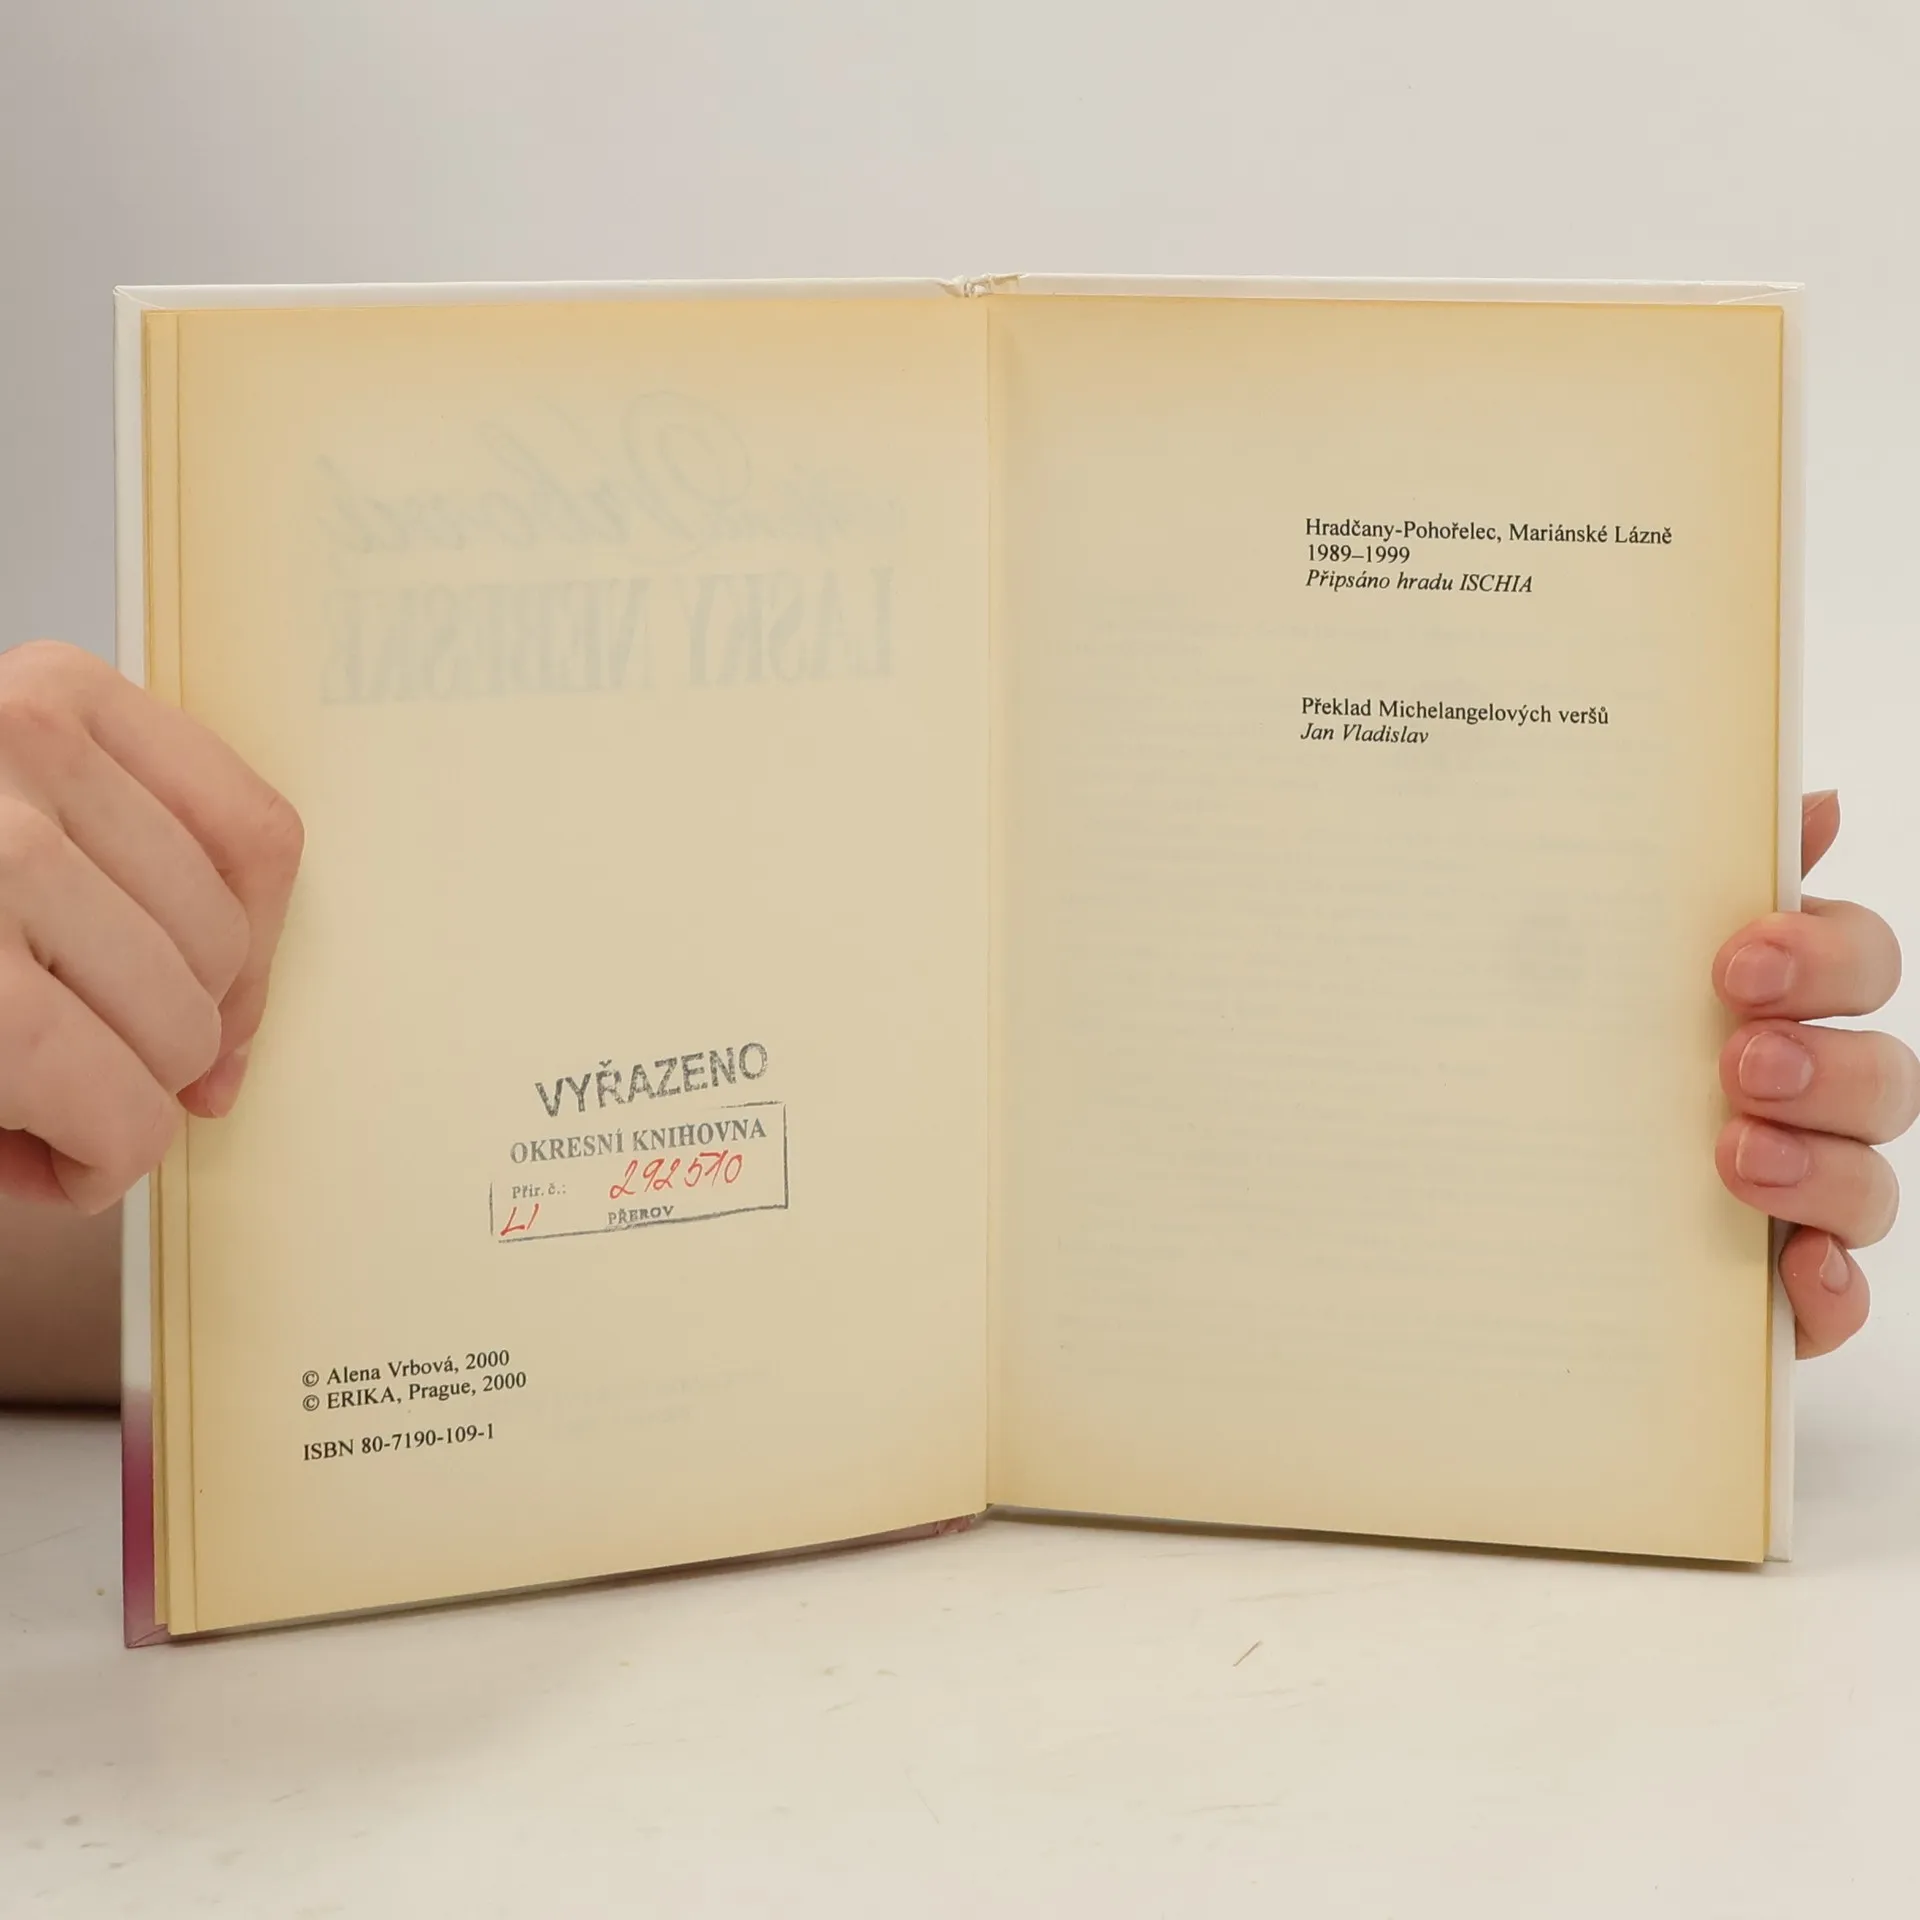 VYŘAZENO
OKRESNÍ KNIHOVNA
Přír. č.: 292510
LI PŘEROV
© Alena Vrbová, 2000
© ERIKA, Prague, 2000
ISBN 80-7190-109-1
Hradčany-Pohořelec, Mariánské Lázně
1989–1999
Připsáno hradu ISCHIA
Překlad Michelangelových veršů
Jan Vladislav